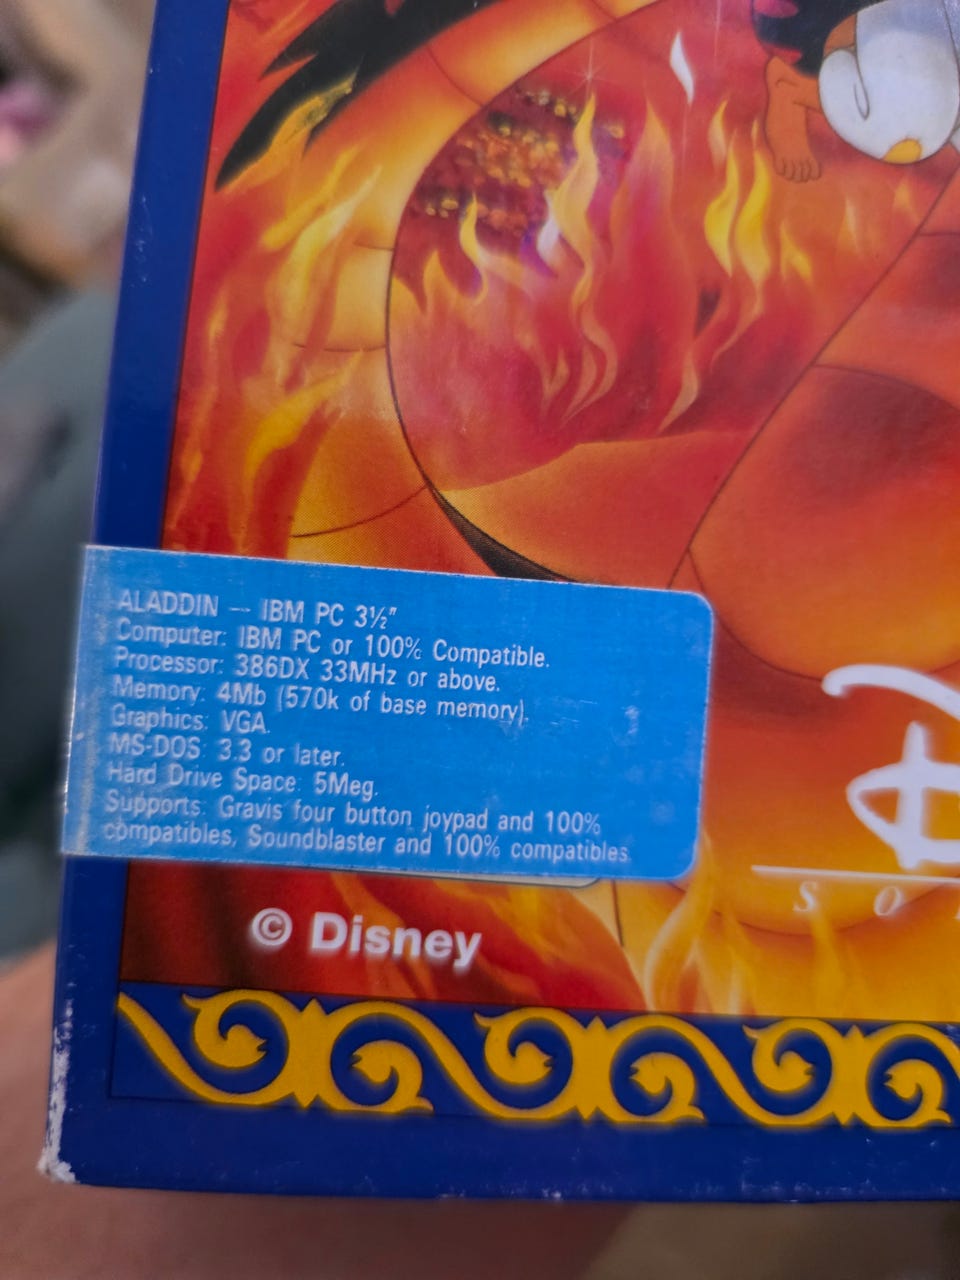 ALADDIN — IBM PC 3½"
Computer: IBM PC or 100% Compatible.
Processor: 386DX 33MHz or above.
Memory: 4Mb (570k of base memory).
Graphics: VGA.
MS-DOS: 3.3 or later.
Hard Drive Space: 5Meg.
Supports: Gravis four button joypad and 100%
compatibles, Soundblaster and 100% compatibles.
D
S O
© Disney